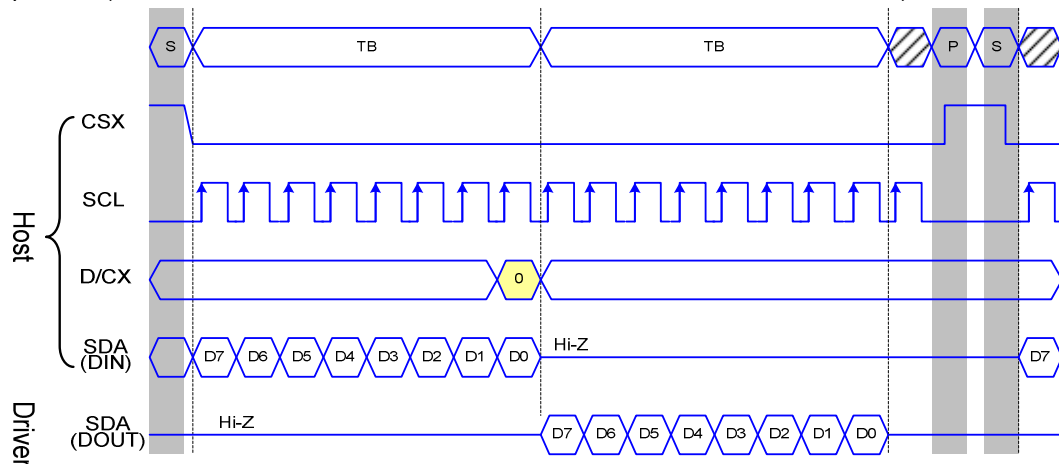 S TB TB P S
CSX
SCL
D/CX 0
SDA
(DIN) D7 D6 D5 D4 D3 D2 D1 D0 Hi-Z D7
SDA
(DOUT) Hi-Z D7 D6 D5 D4 D3 D2 D1 D0
Host
Driver